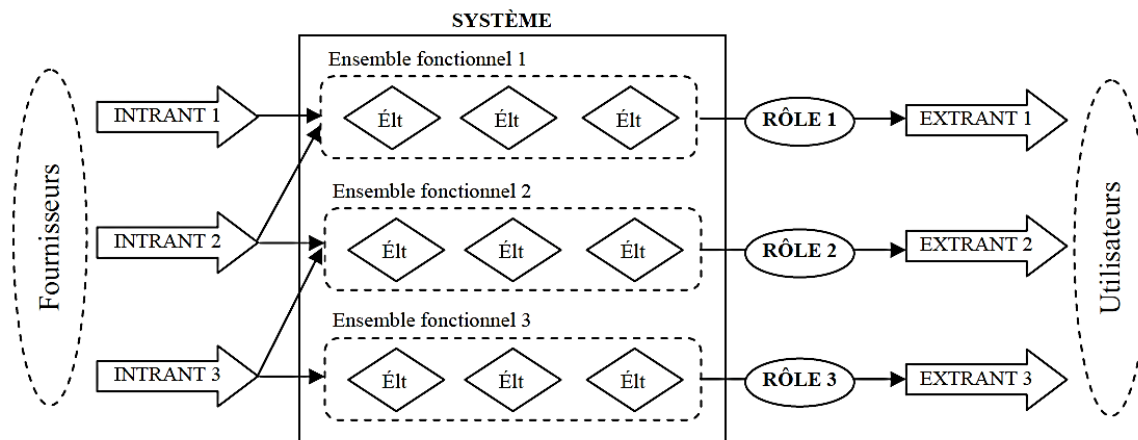 SYSTÈME
Fournisseurs
Ensemble fonctionnel 1
INTRANT 1
Élt Élt Élt
RÔLE 1
EXTRANT 1
Ensemble fonctionnel 2
INTRANT 2
Élt Élt Élt
RÔLE 2
EXTRANT 2
Ensemble fonctionnel 3
INTRANT 3
Élt Élt Élt
RÔLE 3
EXTRANT 3
Utilisateurs